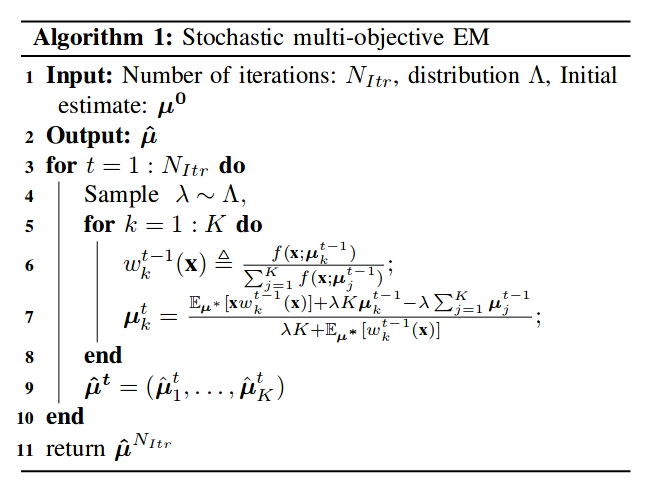 Algorithm 1: Stochastic multi-objective EM
1 Input: Number of iterations: $N_{Itr}$, distribution $\Lambda$, Initial
estimate: $\boldsymbol{\mu}^{\mathbf{0}}$
2 Output: $\hat{\boldsymbol{\mu}}$
3 for $t = 1 : N_{Itr}$ do
4 Sample $\lambda \sim \Lambda$,
5 for $k = 1 : K$ do
6 $w_k^{t-1}(\mathbf{x}) \triangleq \frac{f(\mathbf{x};\boldsymbol{\mu}_k^{t-1})}{\sum_{j=1}^{K} f(\mathbf{x};\boldsymbol{\mu}_j^{t-1})}$;
7 $\boldsymbol{\mu}_k^t = \frac{\mathbb{E}_{\boldsymbol{\mu}^*}[\mathbf{x}w_k^{t-1}(\mathbf{x})]+\lambda K\boldsymbol{\mu}_k^{t-1}-\lambda\sum_{j=1}^{K}\boldsymbol{\mu}_j^{t-1}}{\lambda K+\mathbb{E}_{\boldsymbol{\mu}^*}[w_k^{t-1}(\mathbf{x})]}$;
8 end
9 $\hat{\boldsymbol{\mu}}^{\boldsymbol{t}} = (\hat{\boldsymbol{\mu}}_1^t, \ldots, \hat{\boldsymbol{\mu}}_K^t)$
10 end
11 return $\hat{\boldsymbol{\mu}}^{N_{Itr}}$